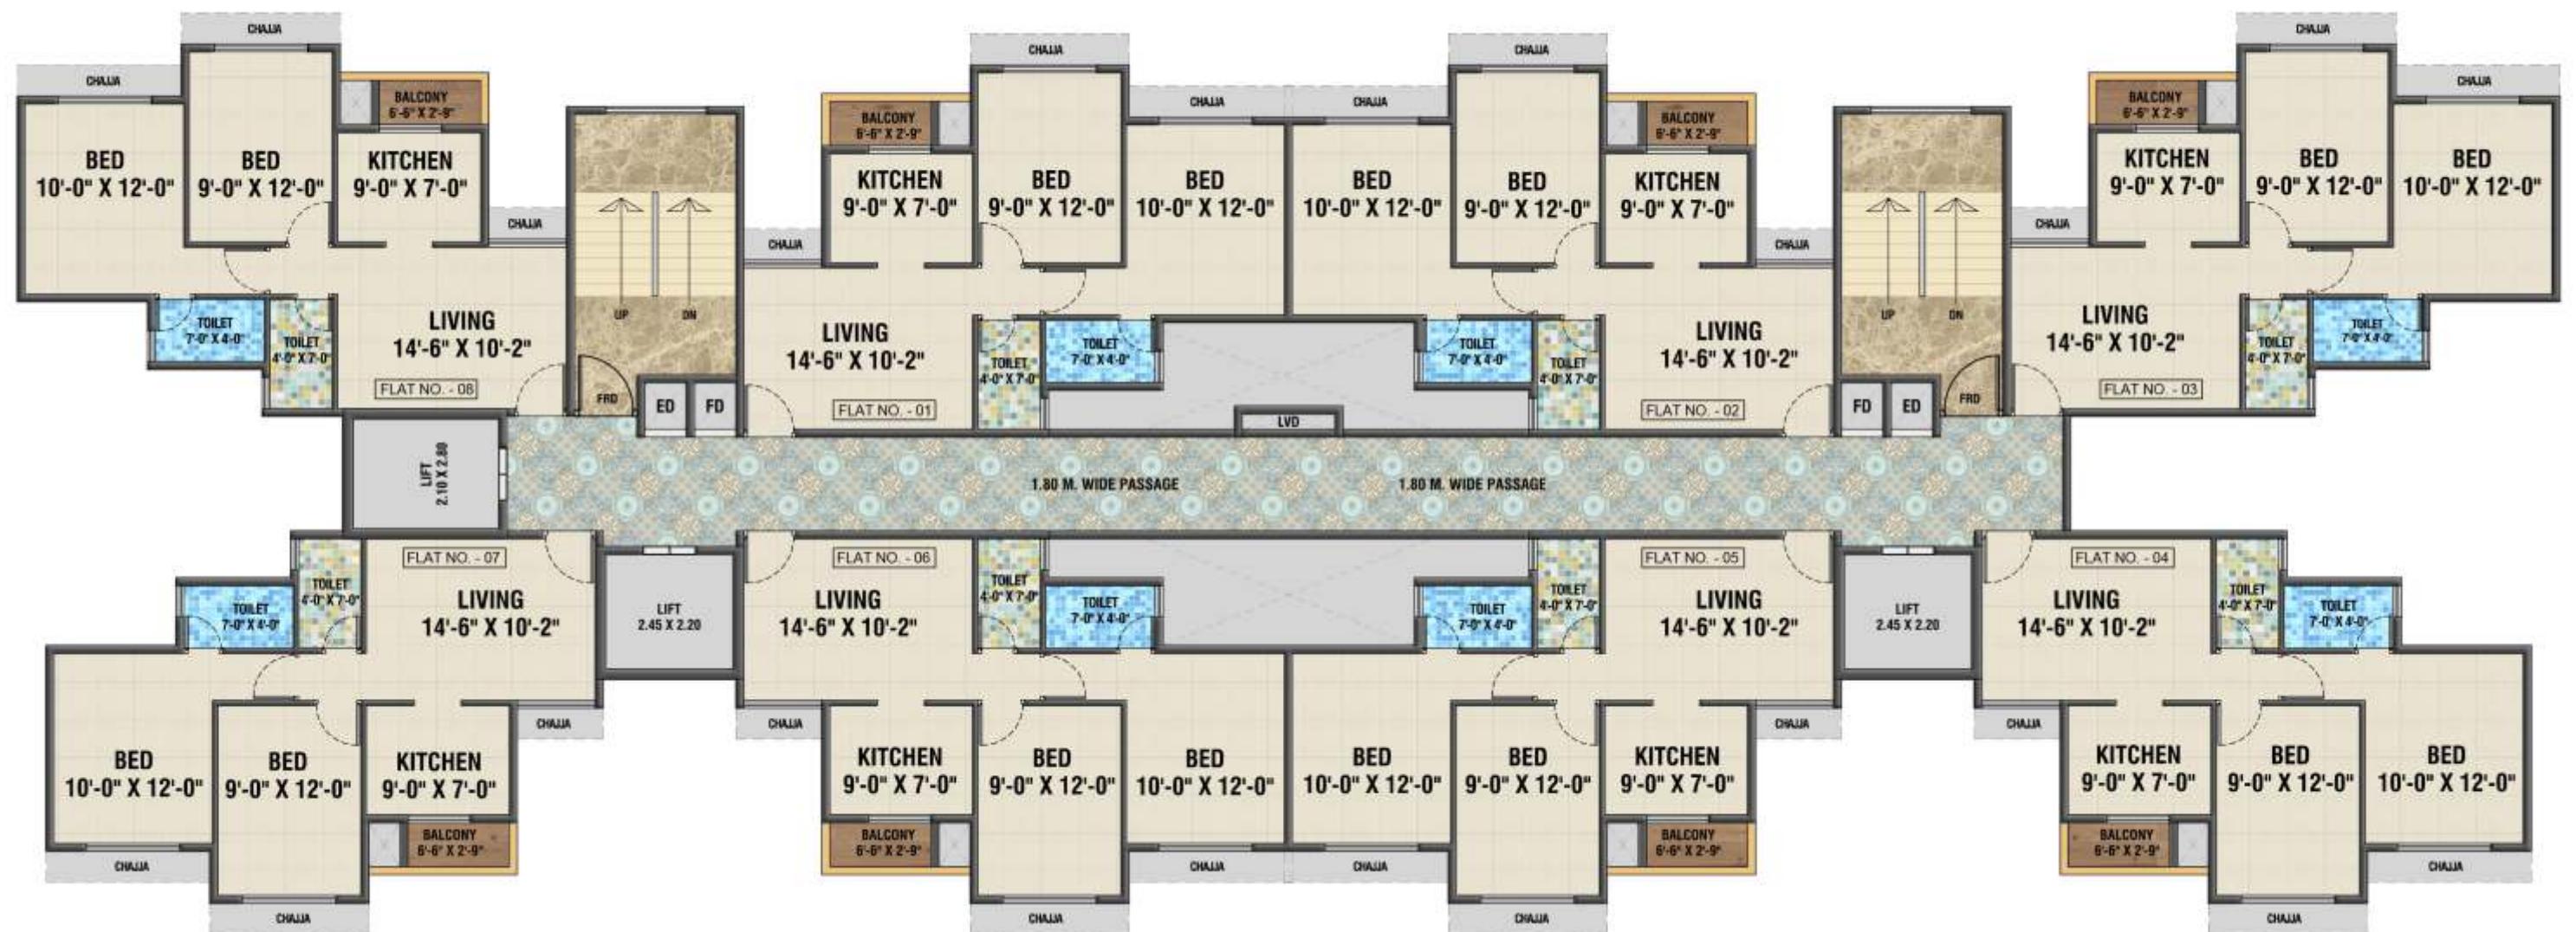 CHAJJA
CHAJJA
BED
10'-0" X 12'-0"
BED
9'-0" X 12'-0"
BALCONY
6'-6" X 2'-9"
KITCHEN
9'-0" X 7'-0"
CHAJJA
TOILET
7'-0" X 4'-0"
TOILET
4'-0" X 7'-0"
LIVING
14'-6" X 10'-2"
FLAT NO. - 08
UP
DN
FRD
ED
FD
CHAJJA
CHAJJA
CHAJJA
BALCONY
6'-6" X 2'-9"
KITCHEN
9'-0" X 7'-0"
BED
9'-0" X 12'-0"
BED
10'-0" X 12'-0"
LIVING
14'-6" X 10'-2"
TOILET
4'-0" X 7'-0"
TOILET
7'-0" X 4'-0"
FLAT NO. - 01
LVD
CHAJJA
CHAJJA
BED
10'-0" X 12'-0"
BED
9'-0" X 12'-0"
BALCONY
6'-6" X 2'-9"
KITCHEN
9'-0" X 7'-0"
CHAJJA
TOILET
7'-0" X 4'-0"
TOILET
4'-0" X 7'-0"
LIVING
14'-6" X 10'-2"
FLAT NO. - 02
UP
DN
FD
ED
FRD
CHAJJA
CHAJJA
BALCONY
6'-6" X 2'-9"
KITCHEN
9'-0" X 7'-0"
BED
9'-0" X 12'-0"
BED
10'-0" X 12'-0"
CHAJJA
LIVING
14'-6" X 10'-2"
TOILET
4'-0" X 7'-0"
TOILET
7'-0" X 4'-0"
FLAT NO. - 03
LIFT
2.10 X 2.80
1.80 M. WIDE PASSAGE
1.80 M. WIDE PASSAGE
FLAT NO. - 07
TOILET
7'-0" X 4'-0"
TOILET
4'-0" X 7'-0"
LIVING
14'-6" X 10'-2"
BED
10'-0" X 12'-0"
BED
9'-0" X 12'-0"
KITCHEN
9'-0" X 7'-0"
CHAJJA
BALCONY
6'-6" X 2'-9"
CHAJJA
CHAJJA
LIFT
2.45 X 2.20
FLAT NO. - 06
LIVING
14'-6" X 10'-2"
TOILET
4'-0" X 7'-0"
TOILET
7'-0" X 4'-0"
CHAJJA
KITCHEN
9'-0" X 7'-0"
BED
9'-0" X 12'-0"
BED
10'-0" X 12'-0"
BALCONY
6'-6" X 2'-9"
CHAJJA
CHAJJA
FLAT NO. - 05
TOILET
7'-0" X 4'-0"
TOILET
4'-0" X 7'-0"
LIVING
14'-6" X 10'-2"
BED
10'-0" X 12'-0"
BED
9'-0" X 12'-0"
KITCHEN
9'-0" X 7'-0"
CHAJJA
BALCONY
6'-6" X 2'-9"
CHAJJA
CHAJJA
LIFT
2.45 X 2.20
FLAT NO. - 04
LIVING
14'-6" X 10'-2"
TOILET
4'-0" X 7'-0"
TOILET
7'-0" X 4'-0"
CHAJJA
KITCHEN
9'-0" X 7'-0"
BED
9'-0" X 12'-0"
BED
10'-0" X 12'-0"
BALCONY
6'-6" X 2'-9"
CHAJJA
CHAJJA